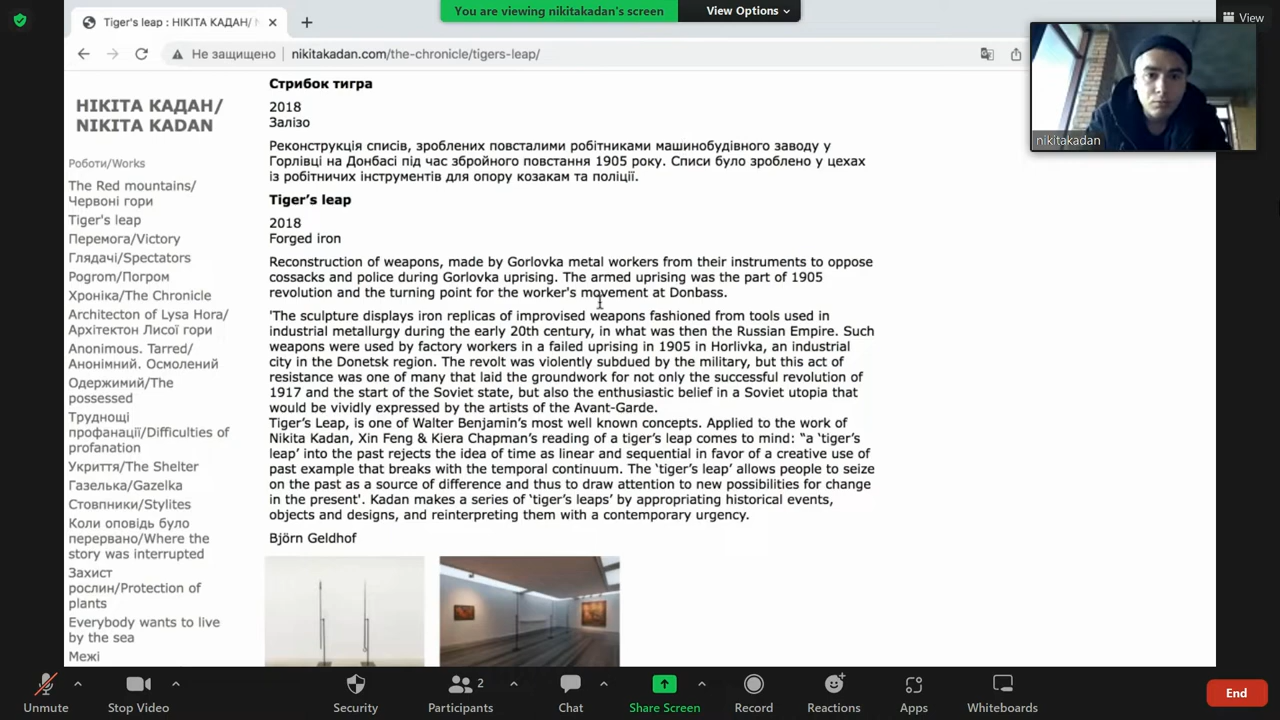 You are viewing nikitakadan's screen
View Options
View
Tiger's leap : НІКІТА КАДАН/ N
Не защищено
nikitakadan.com/the-chronicle/tigers-leap/
nikitakadan
НІКІТА КАДАН/
NIKITA KADAN
Роботи/Works
The Red mountains/
Червоні гори
Tiger's leap
Перемога/Victory
Глядачі/Spectators
Pogrom/Погром
Хроніка/The Chronicle
Architecton of Lysa Hora/
Архітектон Лисої гори
Anonimous. Tarred/
Анонімний. Осмолений
Одержимий/The
possessed
Труднощі
профанації/Difficulties of
profanation
Укриття/The Shelter
Газелька/Gazelka
Стовпники/Stylites
Коли оповідь було
перервано/Where the
story was interrupted
Захист
рослин/Protection of
plants
Everybody wants to live
by the sea
Межі
Стрибок тигра
2018
Залізо
Реконструкція списів, зроблених повсталими робітниками машинобудівного заводу у
Горлівці на Донбасі під час збройного повстання 1905 року. Списи було зроблено у цехах
із робітничих інструментів для опору козакам та поліції.
Tiger's leap
2018
Forged iron
Reconstruction of weapons, made by Gorlovka metal workers from their instruments to oppose
cossacks and police during Gorlovka uprising. The armed uprising was the part of 1905
revolution and the turning point for the worker's movement at Donbass.
'The sculpture displays iron replicas of improvised weapons fashioned from tools used in
industrial metallurgy during the early 20th century, in what was then the Russian Empire. Such
weapons were used by factory workers in a failed uprising in 1905 in Horlivka, an industrial
city in the Donetsk region. The revolt was violently subdued by the military, but this act of
resistance was one of many that laid the groundwork for not only the successful revolution of
1917 and the start of the Soviet state, but also the enthusiastic belief in a Soviet utopia that
would be vividly expressed by the artists of the Avant-Garde.
Tiger's Leap, is one of Walter Benjamin's most well known concepts. Applied to the work of
Nikita Kadan, Xin Feng & Kiera Chapman's reading of a tiger's leap comes to mind: "a 'tiger's
leap' into the past rejects the idea of time as linear and sequential in favor of a creative use of
past example that breaks with the temporal continuum. The 'tiger's leap' allows people to seize
on the past as a source of difference and thus to draw attention to new possibilities for change
in the present'. Kadan makes a series of 'tiger's leaps' by appropriating historical events,
objects and designs, and reinterpreting them with a contemporary urgency.
Björn Geldhof
Unmute
Stop Video
Security
2
Participants
Chat
Share Screen
Record
Reactions
Apps
Whiteboards
End